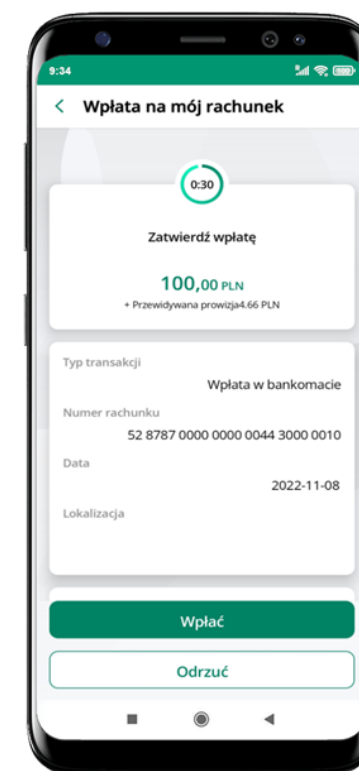 9:34
Wpłata na mój rachunek
0:30
Zatwierdź wpłatę
100,00 PLN
+ Przewidywana prowizja4.66 PLN
Typ transakcji
Wpłata w bankomacie
Numer rachunku
52 8787 0000 0000 0044 3000 0010
Data
2022-11-08
Lokalizacja
Wpłać
Odrzuć